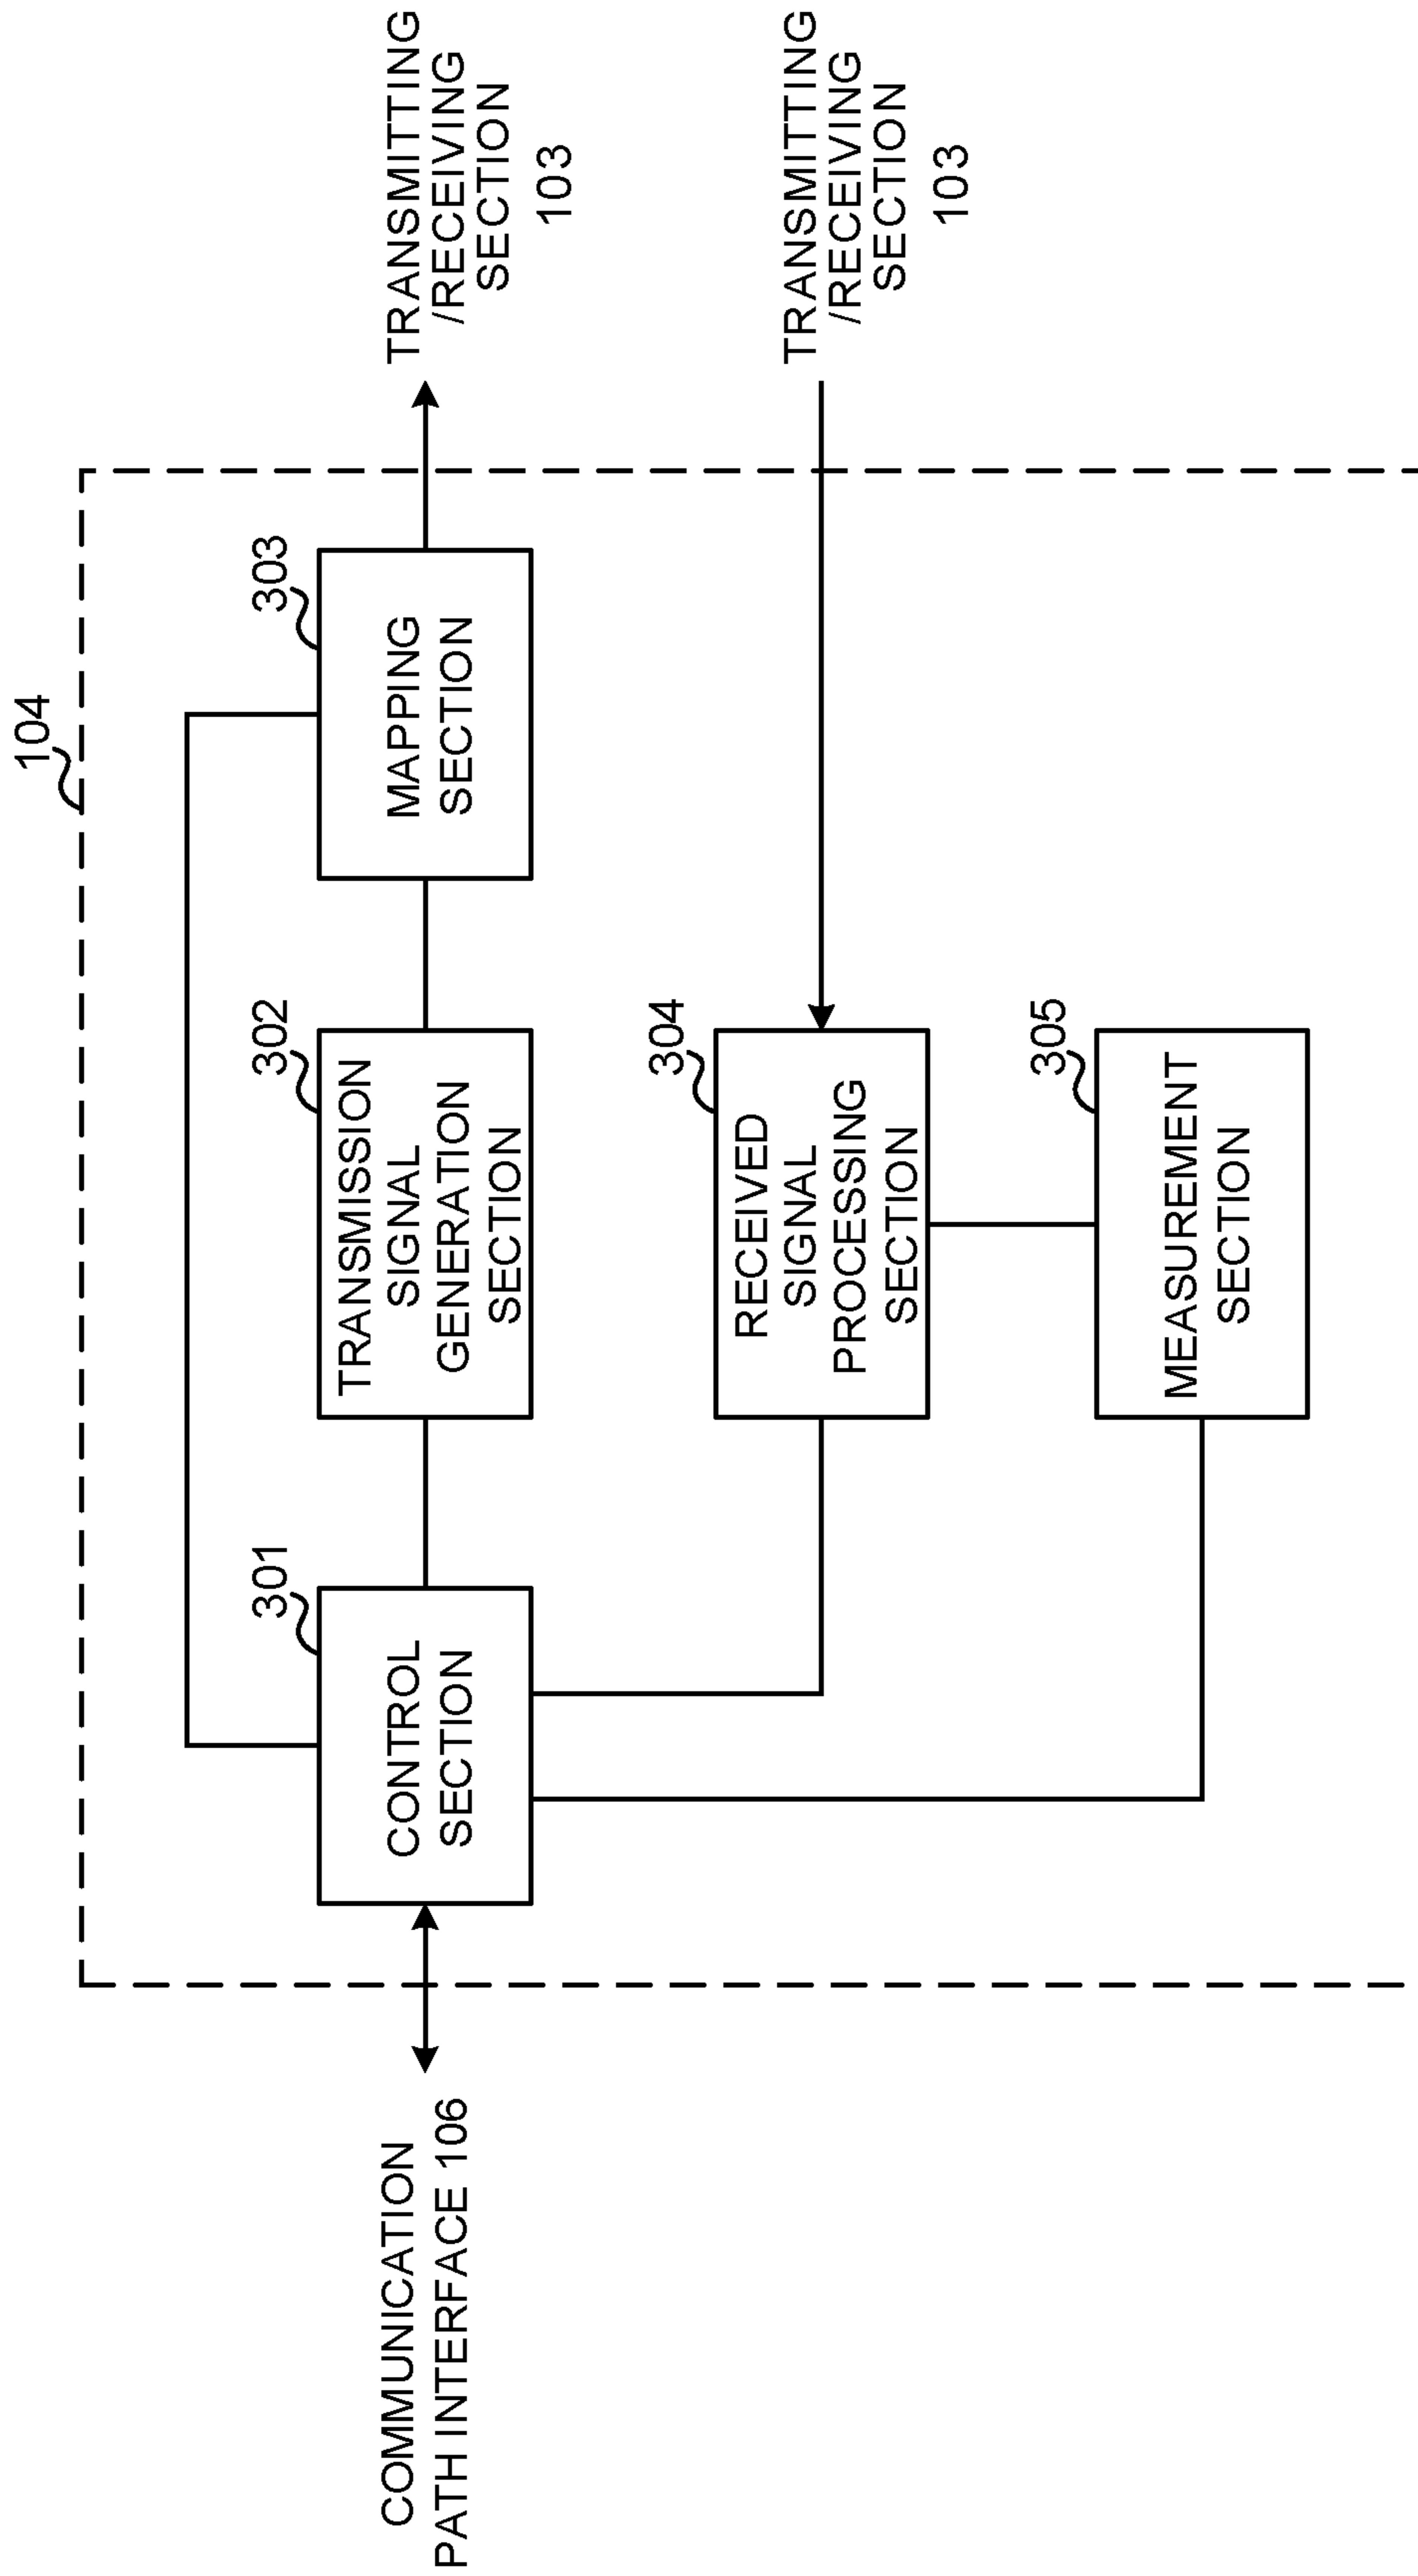 104
COMMUNICATION
PATH INTERFACE 106
301
CONTROL
SECTION
302
TRANSMISSION
SIGNAL
GENERATION
SECTION
303
MAPPING
SECTION
TRANSMITTING
/RECEIVING
SECTION
103
304
RECEIVED
SIGNAL
PROCESSING
SECTION
TRANSMITTING
/RECEIVING
SECTION
103
305
MEASUREMENT
SECTION